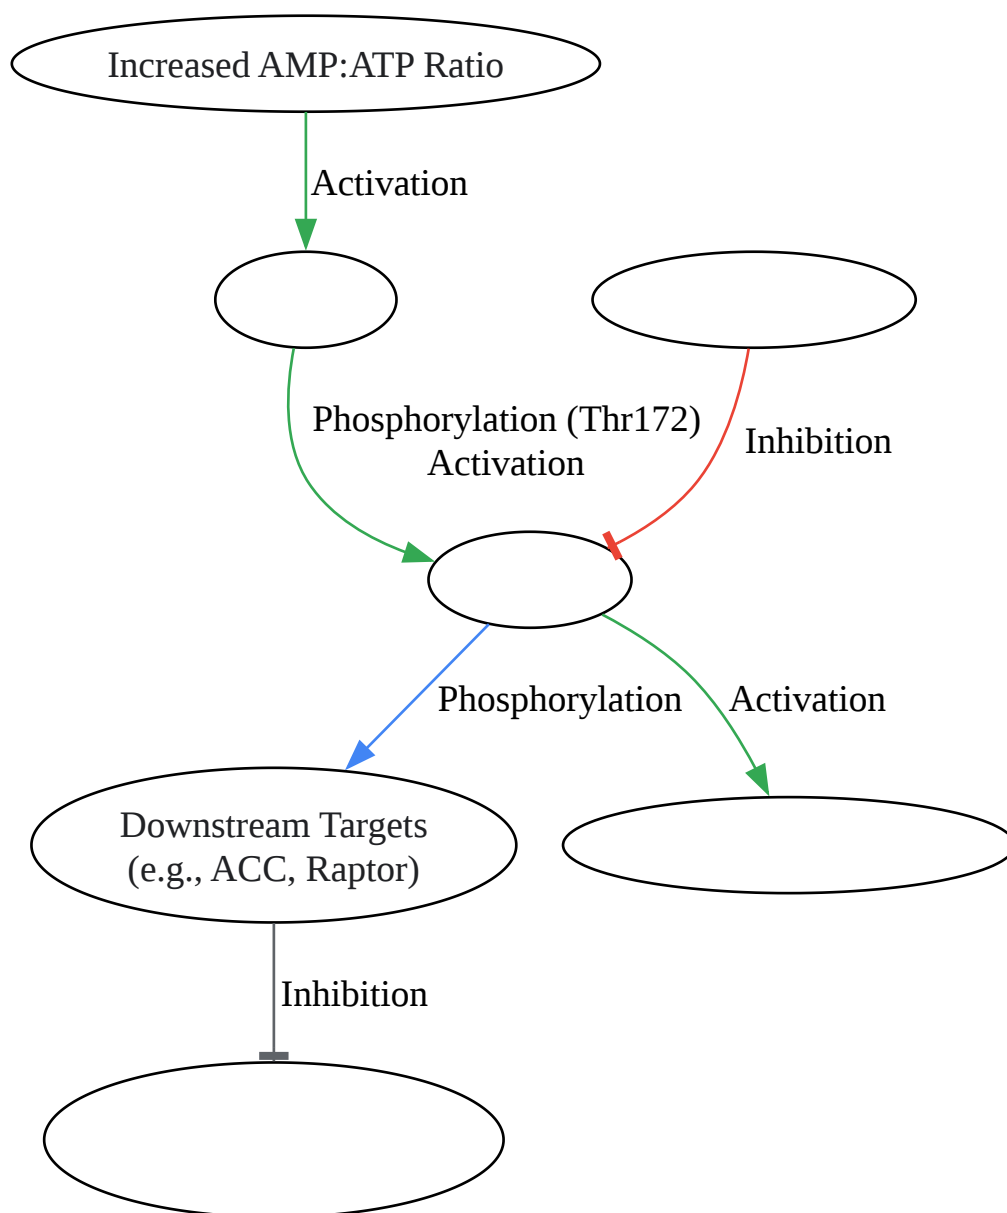 Increased AMP:ATP Ratio
Activation
Phosphorylation (Thr172)
Activation
Inhibition
Phosphorylation
Activation
Downstream Targets
(e.g., ACC, Raptor)
Inhibition